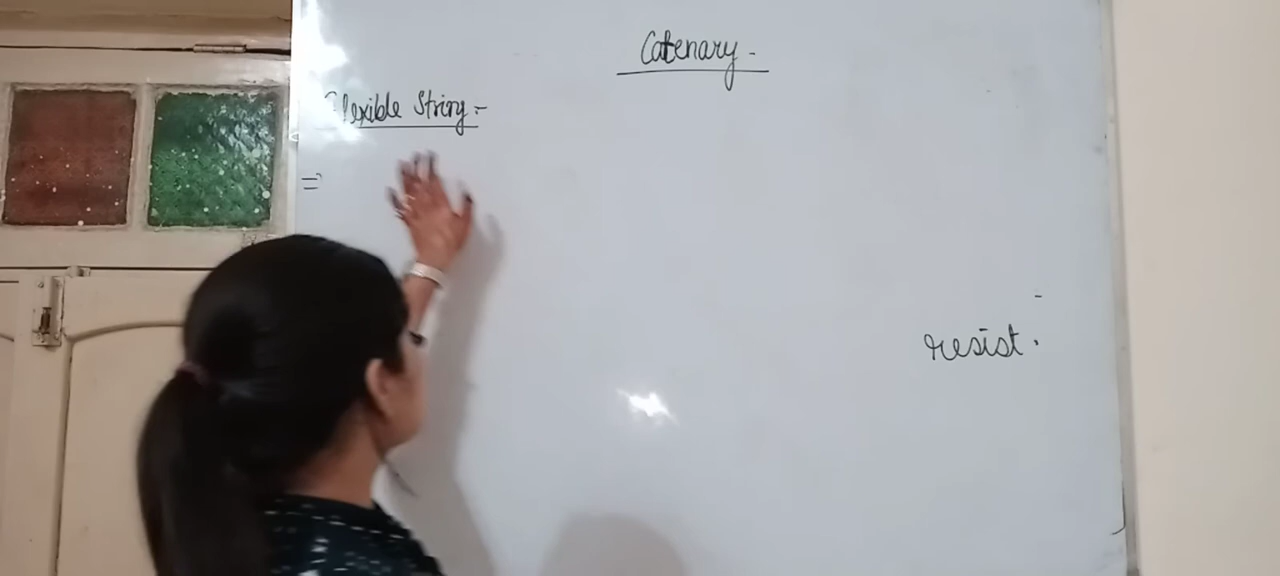 Catenary -
Flexible String :-
⇒
resist.